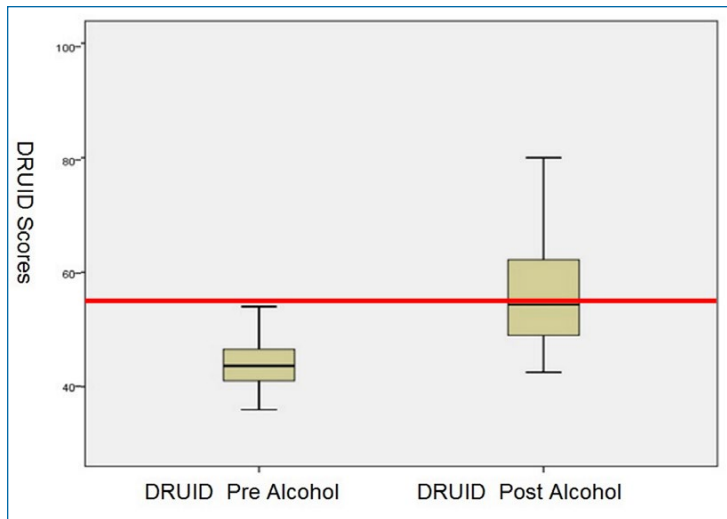 100
80
60
40
DRUID Scores
DRUID Pre Alcohol
DRUID Post Alcohol